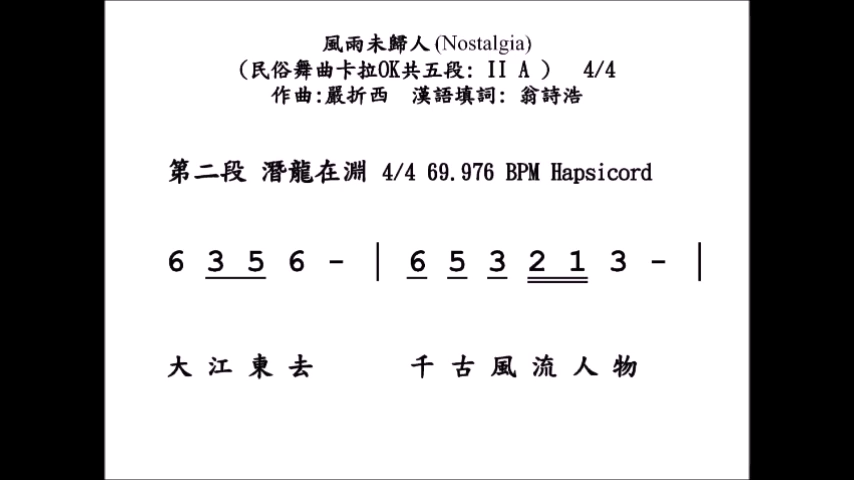 風雨未歸人 (Nostalgia)
(民俗舞曲卡拉OK共五段: II A ) 4/4
作曲:嚴折西 漢語填詞: 翁詩浩
第二段 潛龍在淵 4/4 69.976 BPM Hapsicord
6 3 5 6 - | 6 5 3 2 1 3 - |
大 江 東 去 千 古 風 流 人 物